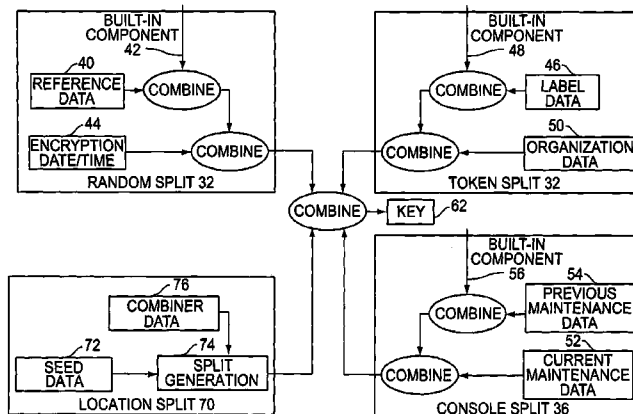 BUILT-IN
COMPONENT
42
40
REFERENCE
DATA
COMBINE
44
ENCRYPTION
DATE/TIME
COMBINE
RANDOM SPLIT 32
BUILT-IN
COMPONENT
48
46
LABEL
DATA
COMBINE
50
ORGANIZATION
DATA
COMBINE
TOKEN SPLIT 32
COMBINE
KEY
62
76
COMBINER
DATA
72
SEED
DATA
74
SPLIT
GENERATION
LOCATION SPLIT 70
BUILT-IN
COMPONENT
56
54
PREVIOUS
MAINTENANCE
DATA
COMBINE
52
CURRENT
MAINTENANCE
DATA
COMBINE
CONSOLE SPLIT 36